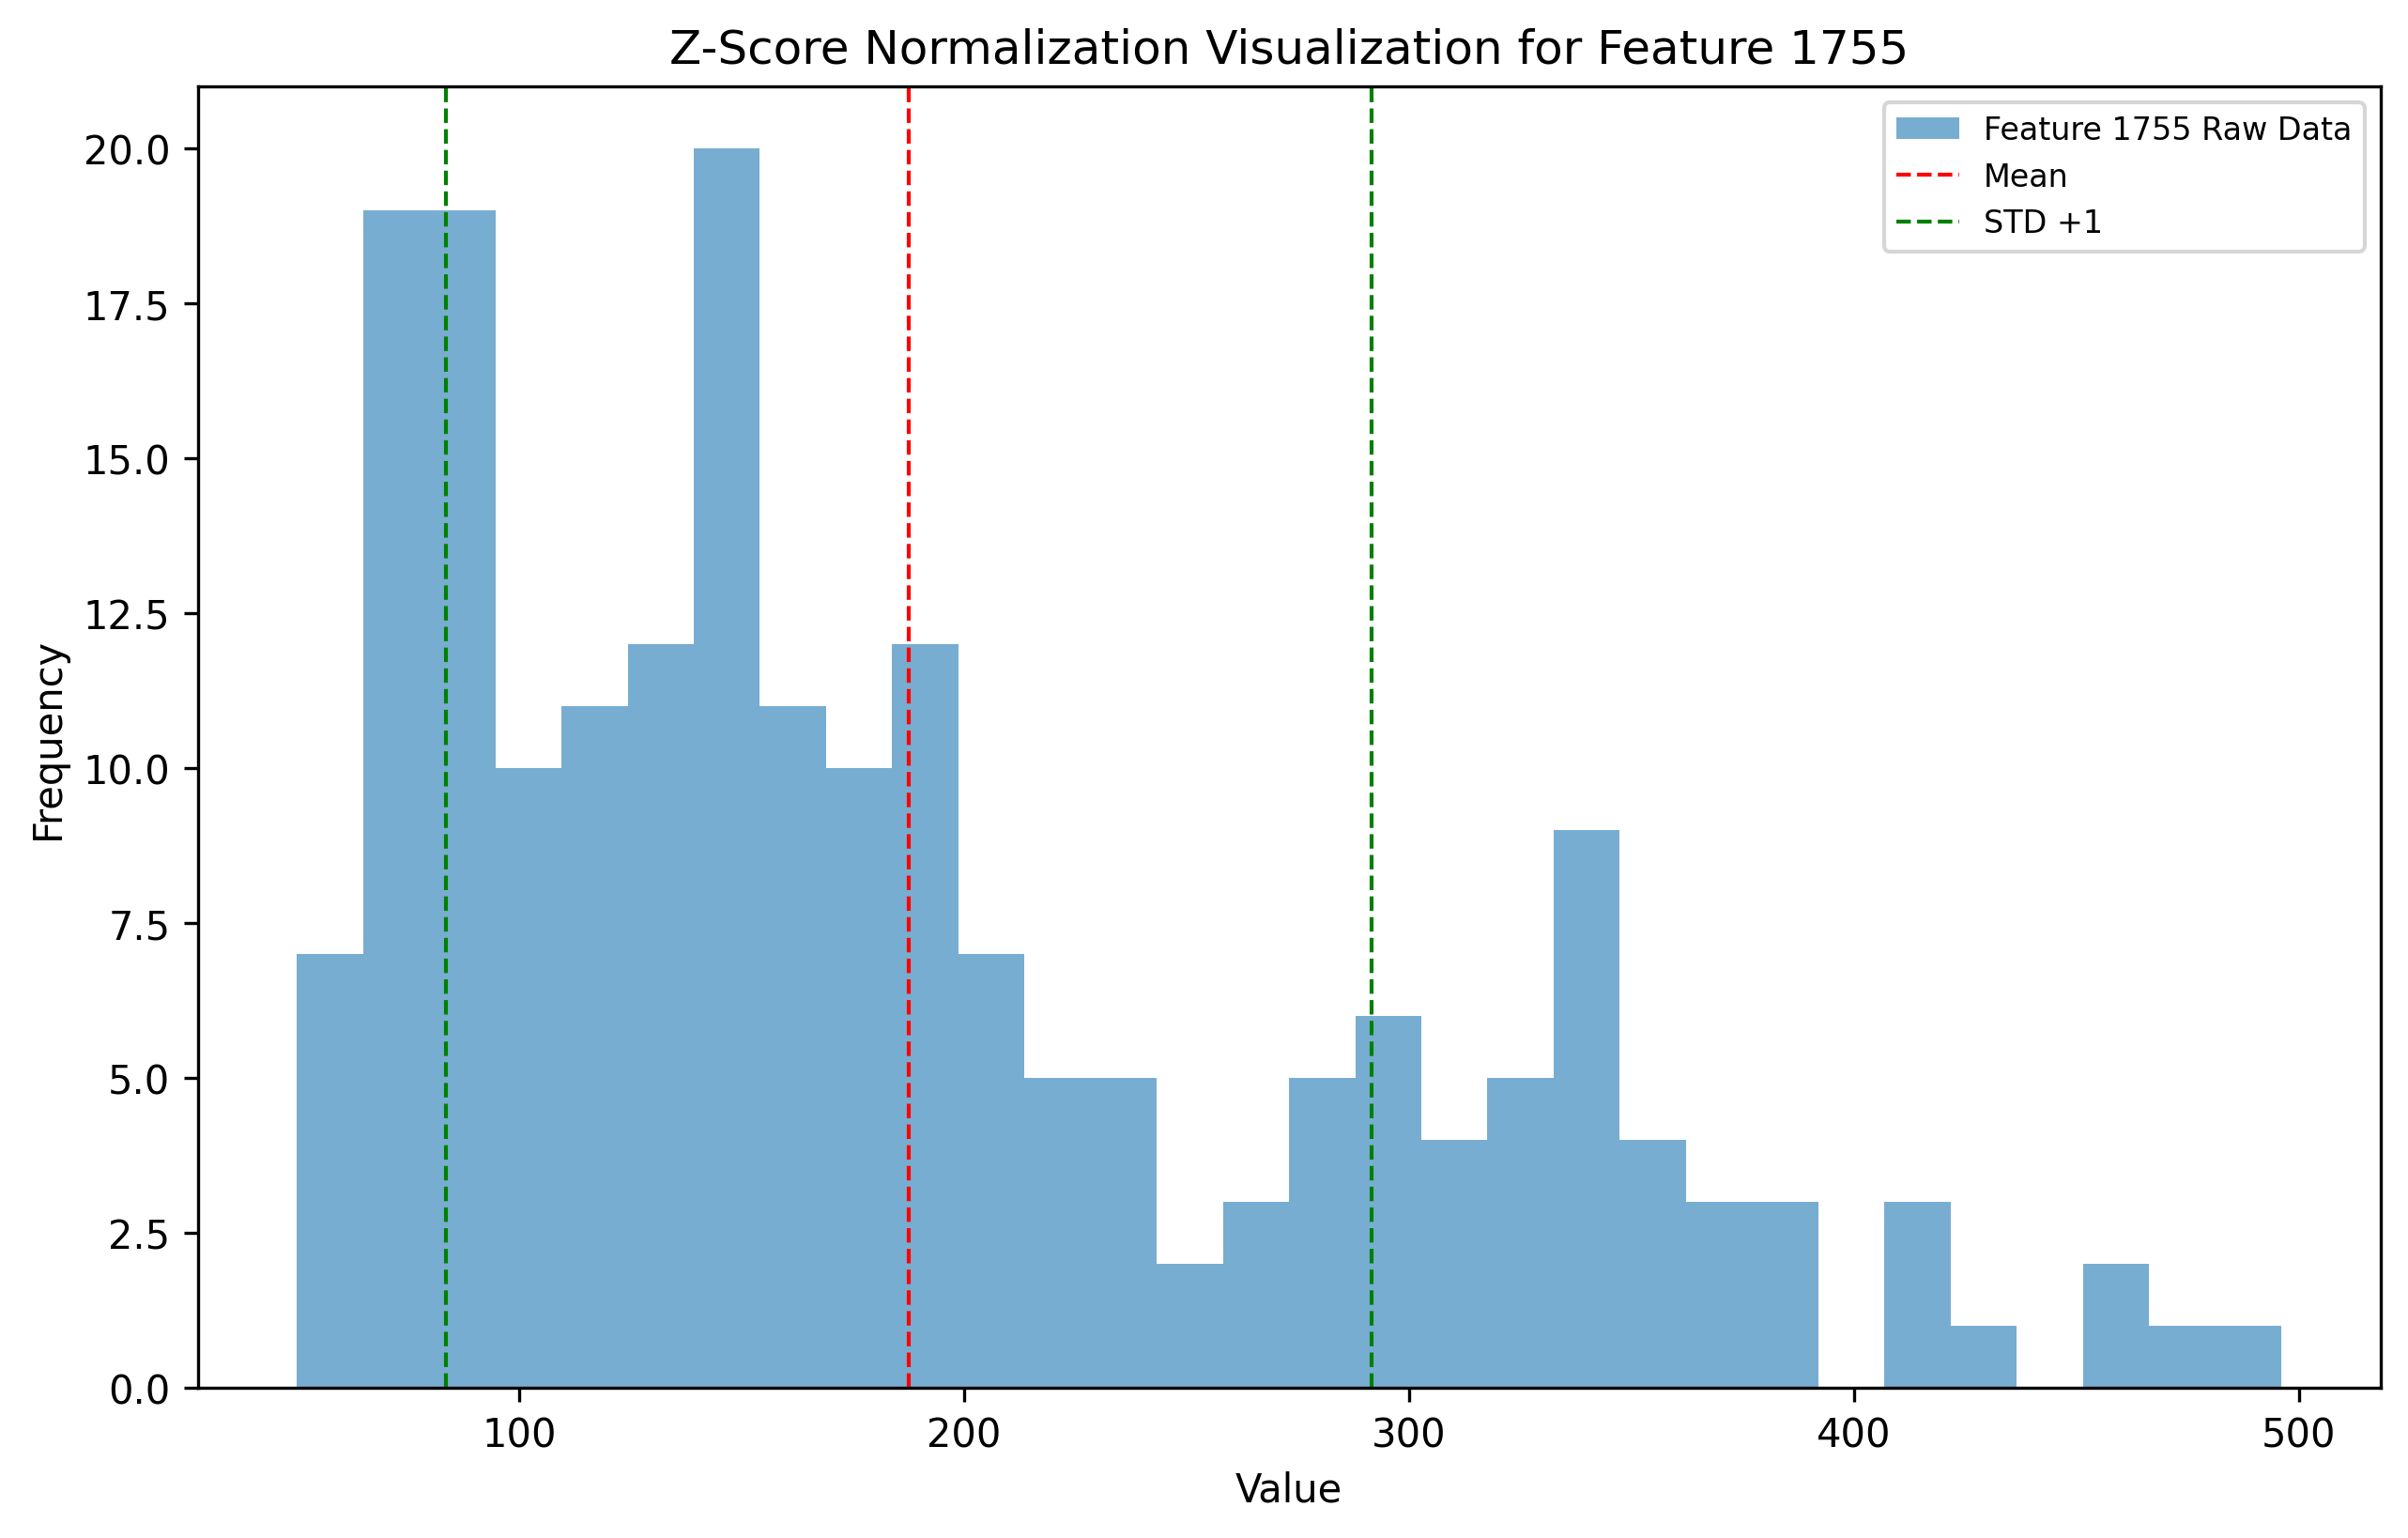 Z-Score Normalization Visualization for Feature 1755
Feature 1755 Raw Data
Mean
STD +1
20.0
17.5
15.0
12.5
10.0
7.5
5.0
2.5
0.0
Frequency
100 200 300 400 500
Value